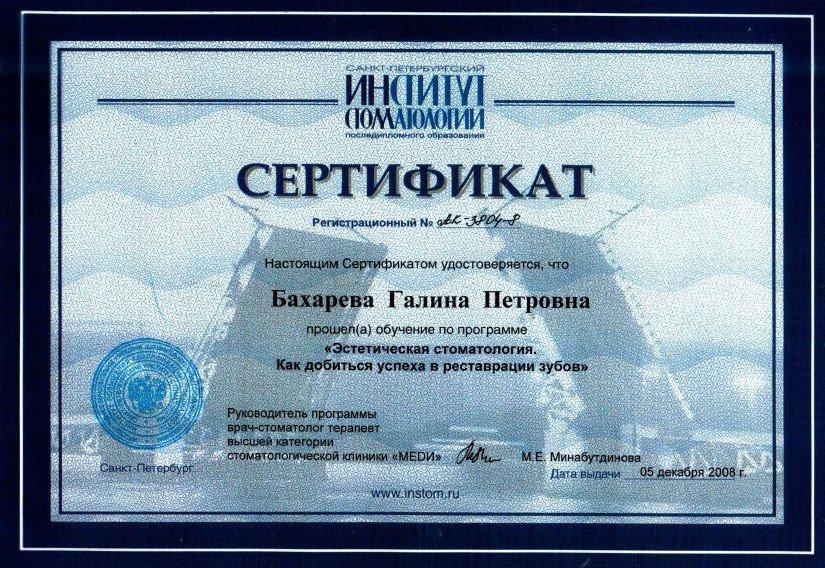 САНКТ-ПЕТЕРБУРГСКИЙ
ИНСТИТУТ
СТОМАТОЛОГИИ
последипломного образования
СЕРТИФИКАТ
Регистрационный №
Настоящим Сертификатом удостоверяется, что
Бахарева Галина Петровна
прошел(а) обучение по программе
«Эстетическая стоматология.
Как добиться успеха в реставрации зубов»
Руководитель программы
врач-стоматолог терапевт
высшей категории
стоматологической клиники «МЕDИ» М.Е. Минабутдинова
Санкт-Петербург
Дата выдачи 05 декабря 2008 г.
www.instom.ru